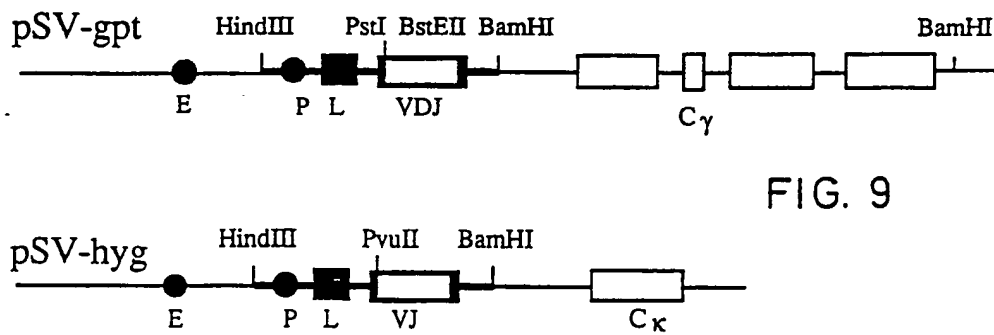 pSV-gpt
HindIII PstI BstEII BamHI BamHI
E P L VDJ Cγ
FIG. 9
pSV-hyg
HindIII PvuII BamHI
E P L VJ Cκ